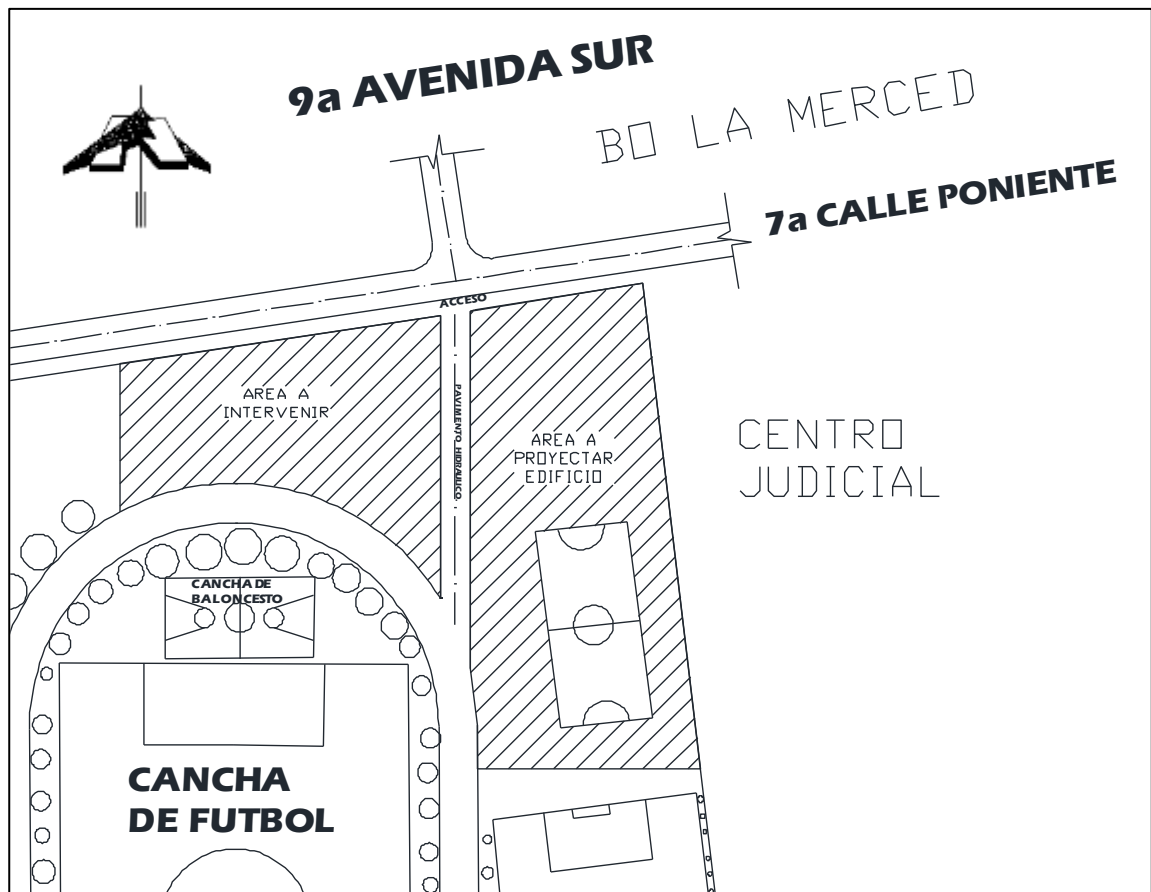 9a AVENIDA SUR
BO LA MERCED
7a CALLE PONIENTE
ACCESO
AREA A
INTERVENIR
PAVIMENTO HIDRAULICO
AREA A
PROYECTAR
EDIFICIO
CENTRO
JUDICIAL
CANCHA DE
BALONCESTO
CANCHA
DE FUTBOL